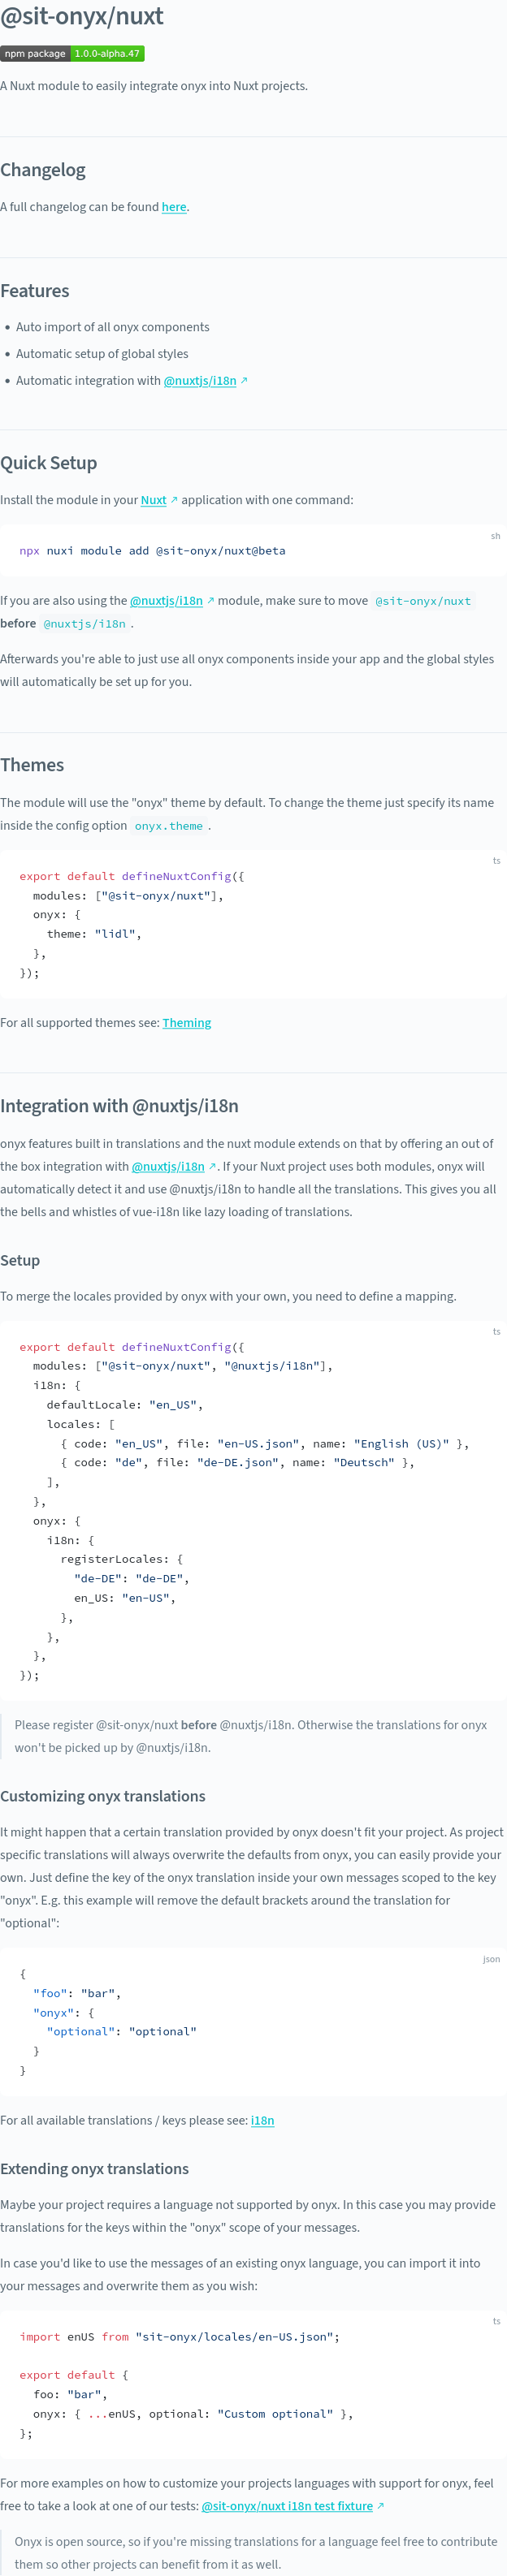 @sit-onyx/nuxt
npm package 1.0.0-alpha.47
A Nuxt module to easily integrate onyx into Nuxt projects.
Changelog
A full changelog can be found here.
Features
• Auto import of all onyx components
• Automatic setup of global styles
• Automatic integration with @nuxtjs/i18n ↗
Quick Setup
Install the module in your Nuxt ↗ application with one command:
sh
npx nuxi module add @sit-onyx/nuxt@beta
If you are also using the @nuxtjs/i18n ↗ module, make sure to move @sit-onyx/nuxt
before @nuxtjs/i18n .
Afterwards you're able to just use all onyx components inside your app and the global styles
will automatically be set up for you.
Themes
The module will use the "onyx" theme by default. To change the theme just specify its name
inside the config option onyx.theme .
ts
export default defineNuxtConfig({
  modules: ["@sit-onyx/nuxt"],
  onyx: {
    theme: "lidl",
  },
});
For all supported themes see: Theming
Integration with @nuxtjs/i18n
onyx features built in translations and the nuxt module extends on that by offering an out of
the box integration with @nuxtjs/i18n ↗. If your Nuxt project uses both modules, onyx will
automatically detect it and use @nuxtjs/i18n to handle all the translations. This gives you all
the bells and whistles of vue-i18n like lazy loading of translations.
Setup
To merge the locales provided by onyx with your own, you need to define a mapping.
ts
export default defineNuxtConfig({
  modules: ["@sit-onyx/nuxt", "@nuxtjs/i18n"],
  i18n: {
    defaultLocale: "en_US",
    locales: [
      { code: "en_US", file: "en-US.json", name: "English (US)" },
      { code: "de", file: "de-DE.json", name: "Deutsch" },
    ],
  },
  onyx: {
    i18n: {
      registerLocales: {
        "de-DE": "de-DE",
        en_US: "en-US",
      },
    },
  },
});
Please register @sit-onyx/nuxt before @nuxtjs/i18n. Otherwise the translations for onyx
won't be picked up by @nuxtjs/i18n.
Customizing onyx translations
It might happen that a certain translation provided by onyx doesn't fit your project. As project
specific translations will always overwrite the defaults from onyx, you can easily provide your
own. Just define the key of the onyx translation inside your own messages scoped to the key
"onyx". E.g. this example will remove the default brackets around the translation for
"optional":
json
{
  "foo": "bar",
  "onyx": {
    "optional": "optional"
  }
}
For all available translations / keys please see: i18n
Extending onyx translations
Maybe your project requires a language not supported by onyx. In this case you may provide
translations for the keys within the "onyx" scope of your messages.
In case you'd like to use the messages of an existing onyx language, you can import it into
your messages and overwrite them as you wish:
ts
import enUS from "sit-onyx/locales/en-US.json";
export default {
  foo: "bar",
  onyx: { ...enUS, optional: "Custom optional" },
};
For more examples on how to customize your projects languages with support for onyx, feel
free to take a look at one of our tests: @sit-onyx/nuxt i18n test fixture ↗
Onyx is open source, so if you're missing translations for a language feel free to contribute
them so other projects can benefit from it as well.